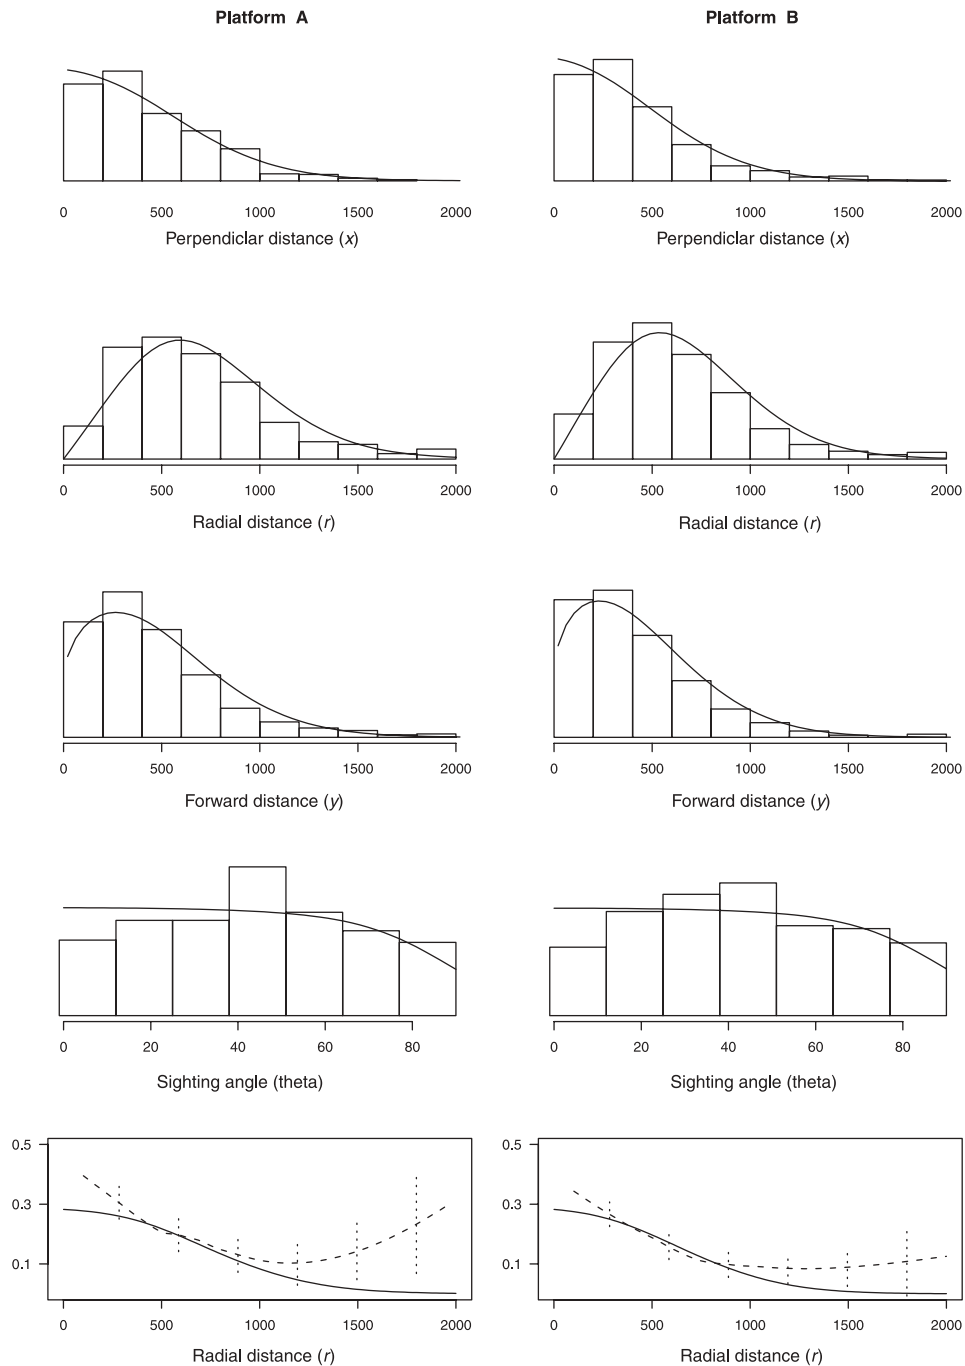 Platform A Platform B
0 500 1000 1500 2000 0 500 1000 1500 2000
Perpendiclar distance (x) Perpendiclar distance (x)
0 500 1000 1500 2000 0 500 1000 1500 2000
Radial distance (r) Radial distance (r)
0 500 1000 1500 2000 0 500 1000 1500 2000
Forward distance (y) Forward distance (y)
0 20 40 60 80 0 20 40 60 80
Sighting angle (theta) Sighting angle (theta)
0.5 0.5
0.3 0.3
0.1 0.1
0 500 1000 1500 2000 0 500 1000 1500 2000
Radial distance (r) Radial distance (r)